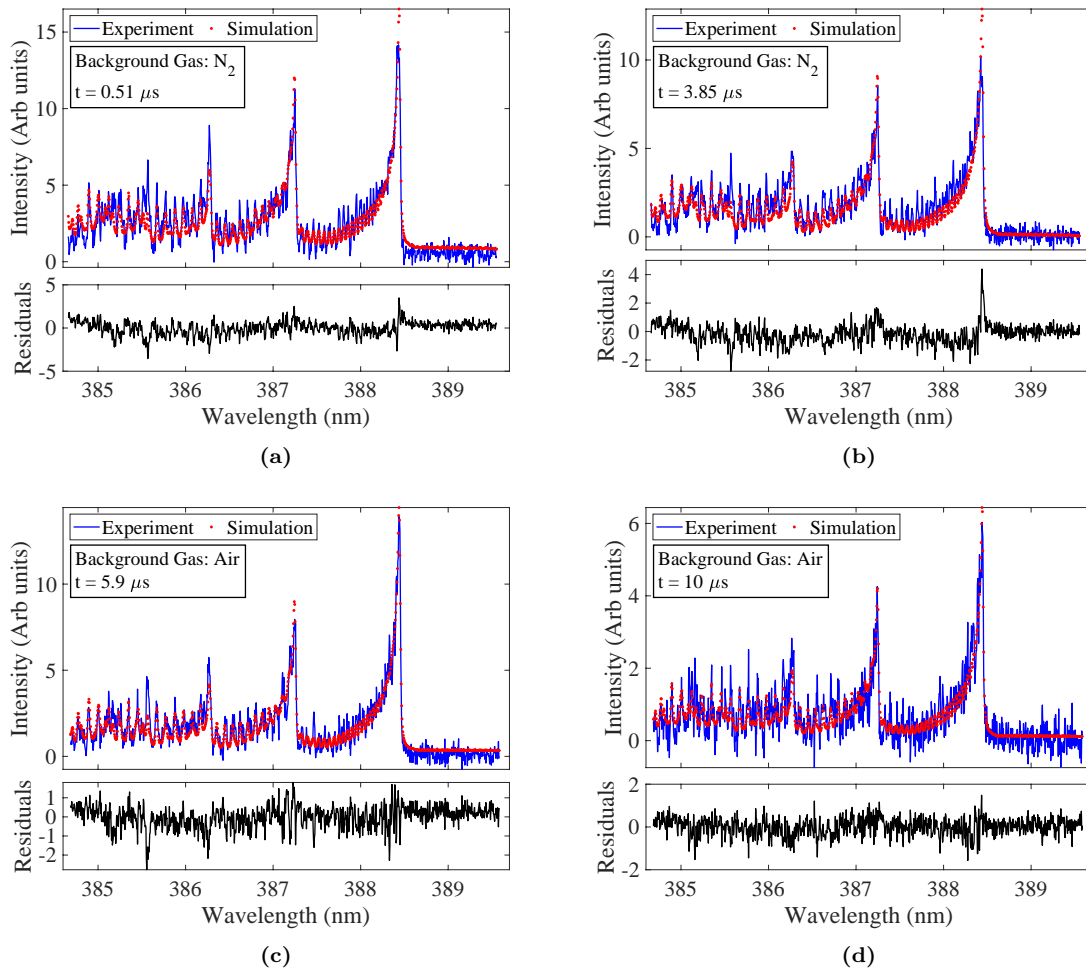 Experiment Simulation
Background Gas: N2
t = 0.51 μs
15
10
5
0
Intensity (Arb units)
5
0
-5
Residuals
385 386 387 388 389
Wavelength (nm)
(a)
Experiment Simulation
Background Gas: N2
t = 3.85 μs
10
5
0
Intensity (Arb units)
4
2
0
-2
Residuals
385 386 387 388 389
Wavelength (nm)
(b)
Experiment Simulation
Background Gas: Air
t = 5.9 μs
10
5
0
Intensity (Arb units)
1
0
-1
-2
Residuals
385 386 387 388 389
Wavelength (nm)
(c)
Experiment Simulation
Background Gas: Air
t = 10 μs
6
4
2
0
Intensity (Arb units)
2
0
-2
Residuals
385 386 387 388 389
Wavelength (nm)
(d)